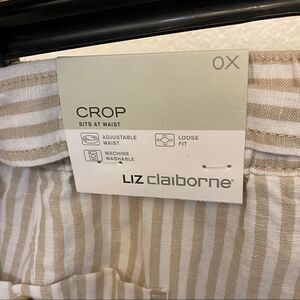 0X
CROP
SITS AT WAIST
ADJUSTABLE
WAIST
LOOSE
FIT
MACHINE
WASHABLE
LIZ claiborne